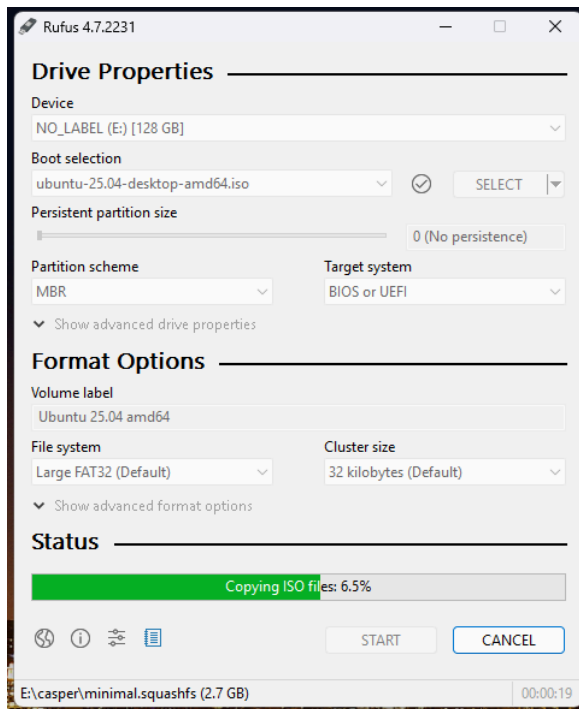 Rufus 4.7.2231
Drive Properties
Device
NO_LABEL (E:) [128 GB]
Boot selection
ubuntu-25.04-desktop-amd64.iso
SELECT
Persistent partition size
0 (No persistence)
Partition scheme Target system
MBR BIOS or UEFI
Show advanced drive properties
Format Options
Volume label
Ubuntu 25.04 amd64
File system Cluster size
Large FAT32 (Default) 32 kilobytes (Default)
Show advanced format options
Status
Copying ISO files: 6.5%
START CANCEL
E:\casper\minimal.squashfs (2.7 GB) 00:00:19